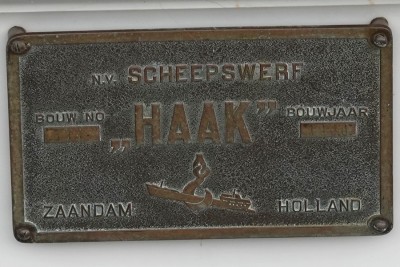 N.V. SCHEEPSWERF
BOUW NO „HAAK” BOUWJAAR
ZAANDAM HOLLAND